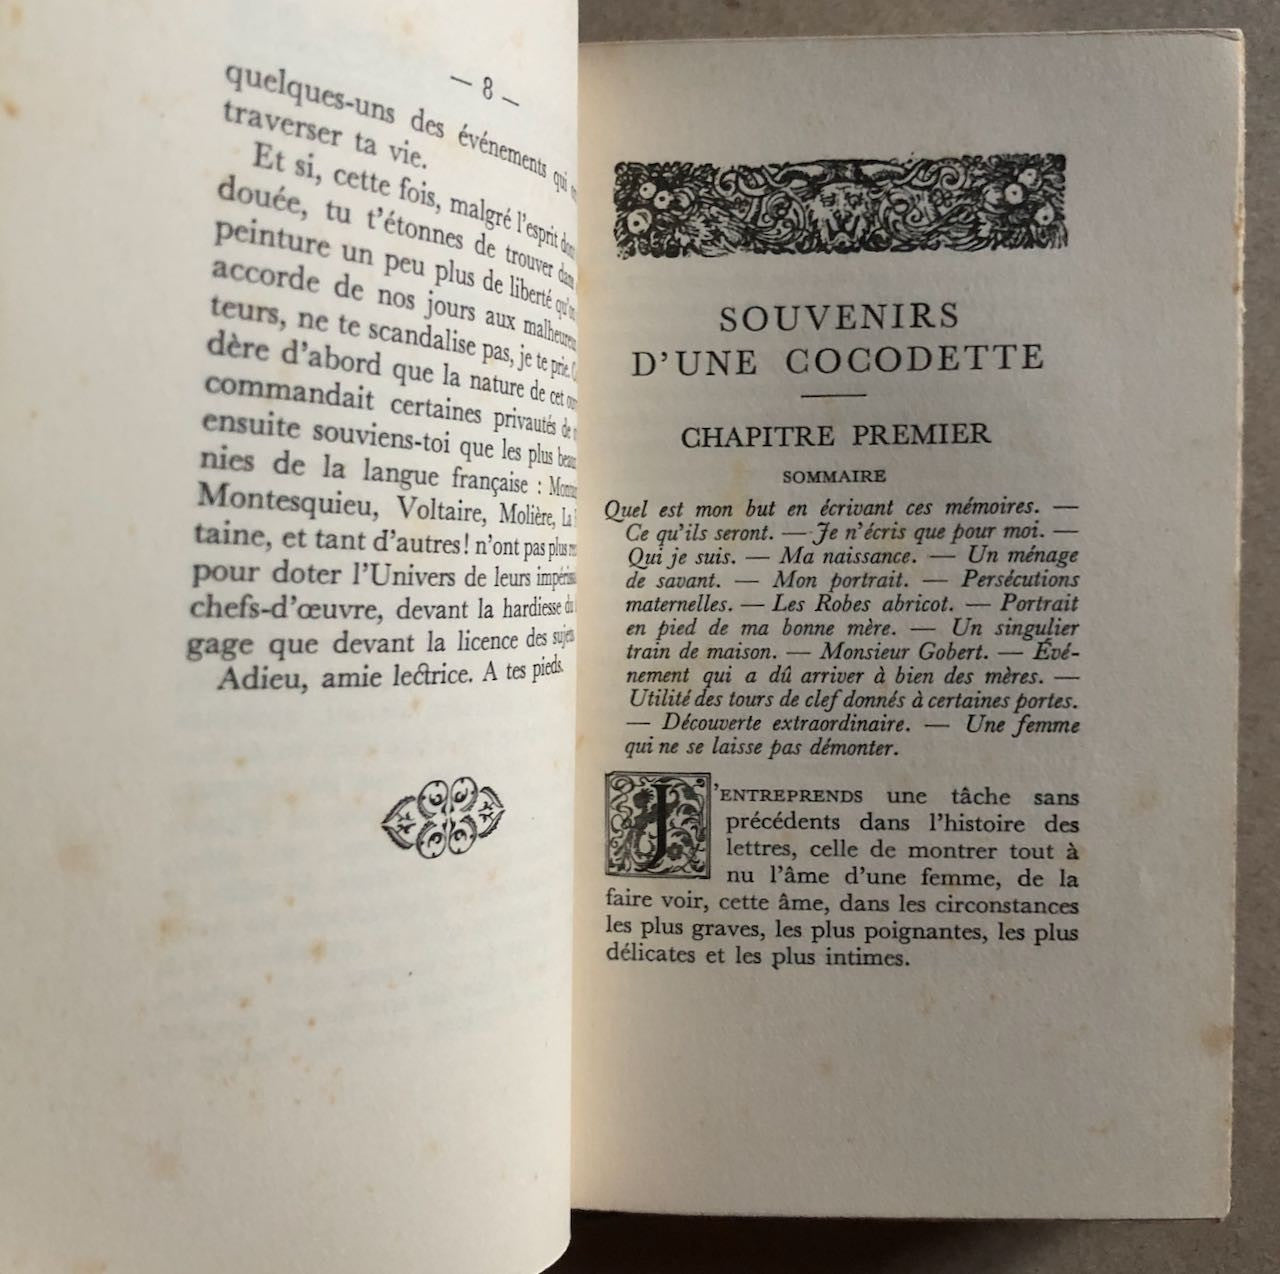 — 8 —
quelques-uns des événements qui
traverser ta vie.
Et si, cette fois, malgré l'esprit dont
douée, tu t'étonnes de trouver dans
peinture un peu plus de liberté qu'on
accorde de nos jours aux
teurs, ne te scandalise pas, je te prie.
dère d'abord que la nature de cet
commandait certaines privautés de
ensuite souviens-toi que les plus beaux
nies de la langue française :
Montesquieu, Voltaire, Molière, La
taine, et tant d'autres! n'ont pas plus
pour doter l'Univers de leurs
chefs-d'œuvre, devant la hardiesse du
gage que devant la licence des sujets
Adieu, amie lectrice. A tes pieds.
SOUVENIRS
D'UNE COCODETTE
CHAPITRE PREMIER
SOMMAIRE
Quel est mon but en écrivant ces mémoires. —
Ce qu'ils seront. — Je n'écris que pour moi. —
Qui je suis. — Ma naissance. — Un ménage
de savant. — Mon portrait. — Persécutions
maternelles. — Les Robes abricot. — Portrait
en pied de ma bonne mère. — Un singulier
train de maison. — Monsieur Gobert. — Évé-
nement qui a dû arriver à bien des mères. —
Utilité des tours de clef donnés à certaines portes.
— Découverte extraordinaire. — Une femme
qui ne se laisse pas démonter.
J'ENTREPRENDS une tâche sans
précédents dans l'histoire des
lettres, celle de montrer tout à
nu l'âme d'une femme, de la
faire voir, cette âme, dans les circonstances
les plus graves, les plus poignantes, les plus
délicates et les plus intimes.